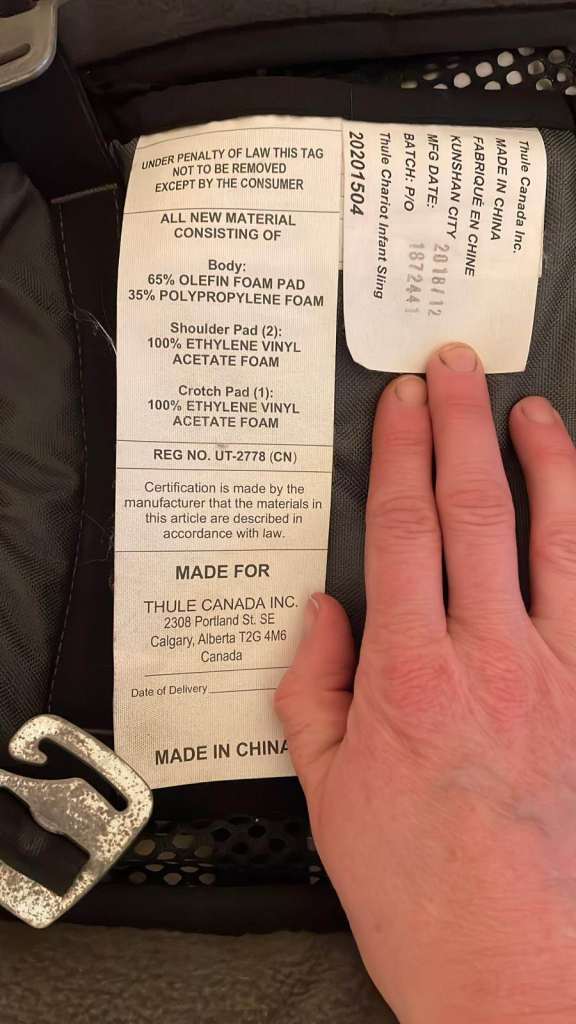 UNDER PENALTY OF LAW THIS TAG
NOT TO BE REMOVED
EXCEPT BY THE CONSUMER
ALL NEW MATERIAL
CONSISTING OF
Body:
65% OLEFIN FOAM PAD
35% POLYPROPYLENE FOAM
Shoulder Pad (2):
100% ETHYLENE VINYL
ACETATE FOAM
Crotch Pad (1):
100% ETHYLENE VINYL
ACETATE FOAM
REG NO. UT-2778 (CN)
Certification is made by the
manufacturer that the materials in
this article are described in
accordance with law.
MADE FOR
THULE CANADA INC.
2308 Portland St. SE
Calgary, Alberta T2G 4M6
Canada
Date of Delivery
MADE IN CHINA
Thule Canada Inc.
MADE IN CHINA
FABRIQUÉ EN CHINE
KUNSHAN CITY
MFG DATE: 2018/12
BATCH: P/O 1872441
Thule Chariot Infant Sling
20201504